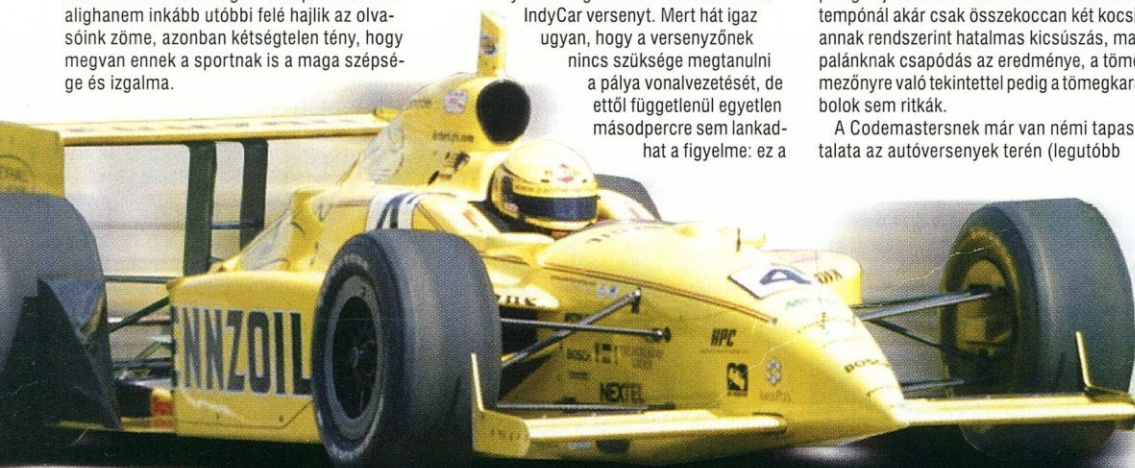 alighanem inkább utóbbi felé hajlik az olva-
sóink zöme, azonban kétségtelen tény, hogy
megvan ennek a sportnak is a maga szépsé-
ge és izgalma.
IndyCar versenyt. Mert hát igaz
ugyan, hogy a versenyzőnek
nincs szüksége megtanulni
a pálya vonalvezetését, de
ettől függetlenül egyetlen
másodpercre sem lankad-
hat a figyelme: ez a
tempónál akár csak összekoccan két kocsi
annak rendszerint hatalmas kicsúszás, ma
palánknak csapódás az eredménye, a töm
mezőnyre való tekintettel pedig a tömegkar
bolok sem ritkák.
A Codemastersnek már van némi tapas
talata az autóversenyek terén (legutóbb
NNZOIL
4
HPC
BOSCH
NEXTEL
BOSCH